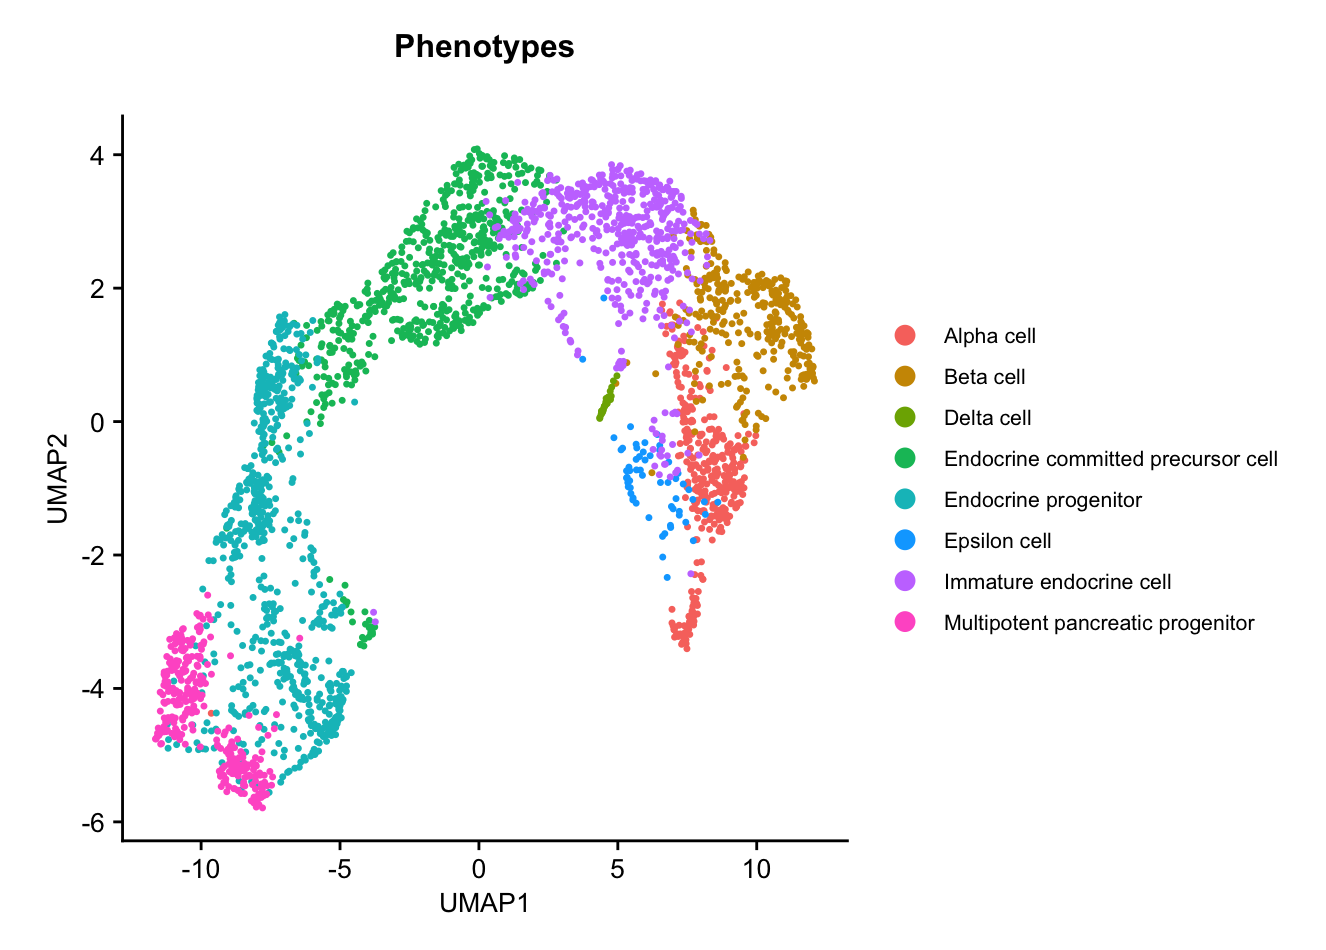 Phenotypes
4
2
0
-2
-4
-6
UMAP2
-10
-5
0
5
10
UMAP1
Alpha cell
Beta cell
Delta cell
Endocrine committed precursor cell
Endocrine progenitor
Epsilon cell
Immature endocrine cell
Multipotent pancreatic progenitor